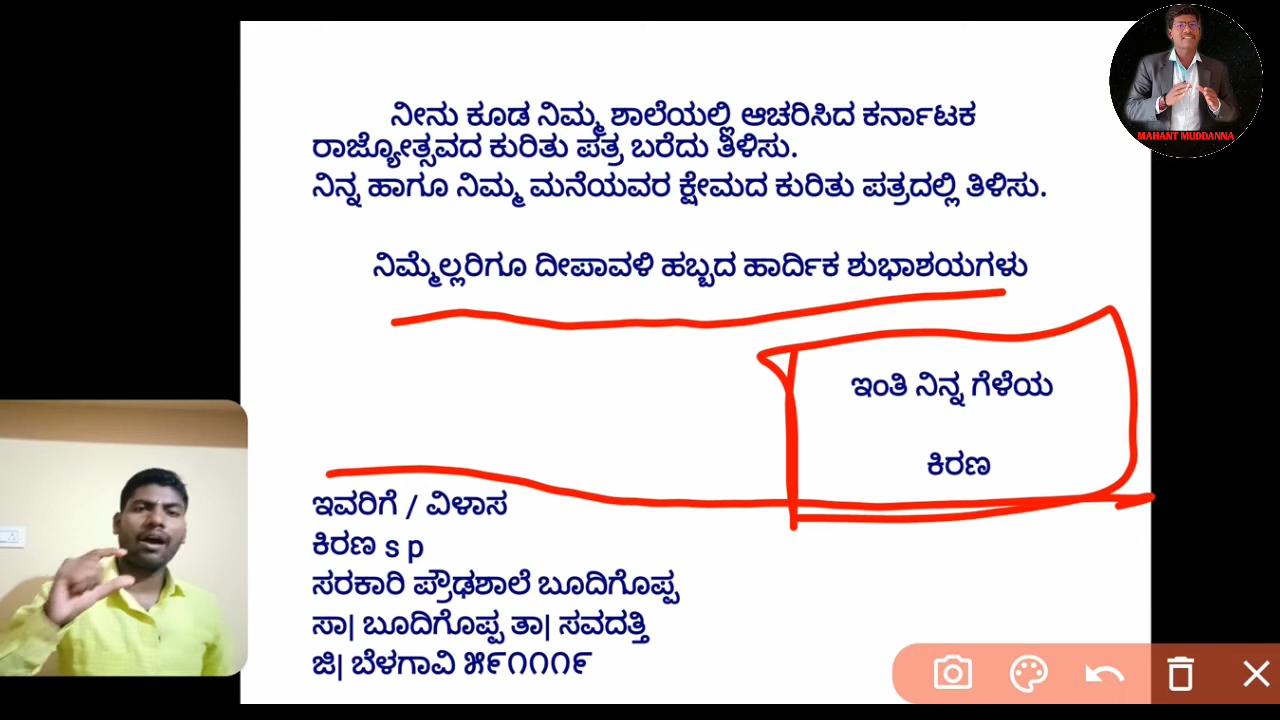 ನೀನು ಕೂಡ ನಿಮ್ಮ ಶಾಲೆಯಲ್ಲಿ ಆಚರಿಸಿದ ಕರ್ನಾಟಕ
ರಾಜ್ಯೋತ್ಸವದ ಕುರಿತು ಪತ್ರ ಬರೆದು ತಿಳಿಸು.
ನಿನ್ನ ಹಾಗೂ ನಿಮ್ಮ ಮನೆಯವರ ಕ್ಷೇಮದ ಕುರಿತು ಪತ್ರದಲ್ಲಿ ತಿಳಿಸು.
ನಿಮ್ಮೆಲ್ಲರಿಗೂ ದೀಪಾವಳಿ ಹಬ್ಬದ ಹಾರ್ದಿಕ ಶುಭಾಶಯಗಳು
ಇಂತಿ ನಿನ್ನ ಗೆಳೆಯ
ಕಿರಣ
ಇವರಿಗೆ / ವಿಳಾಸ
ಕಿರಣ s p
ಸರಕಾರಿ ಪ್ರೌಢಶಾಲೆ ಬೂದಿಗೊಪ್ಪ
ಸಾ| ಬೂದಿಗೊಪ್ಪ ತಾ| ಸವದತ್ತಿ
ಜಿ| ಬೆಳಗಾವಿ ೫೯೧೧೧೯
MAHANT MUDDANNA